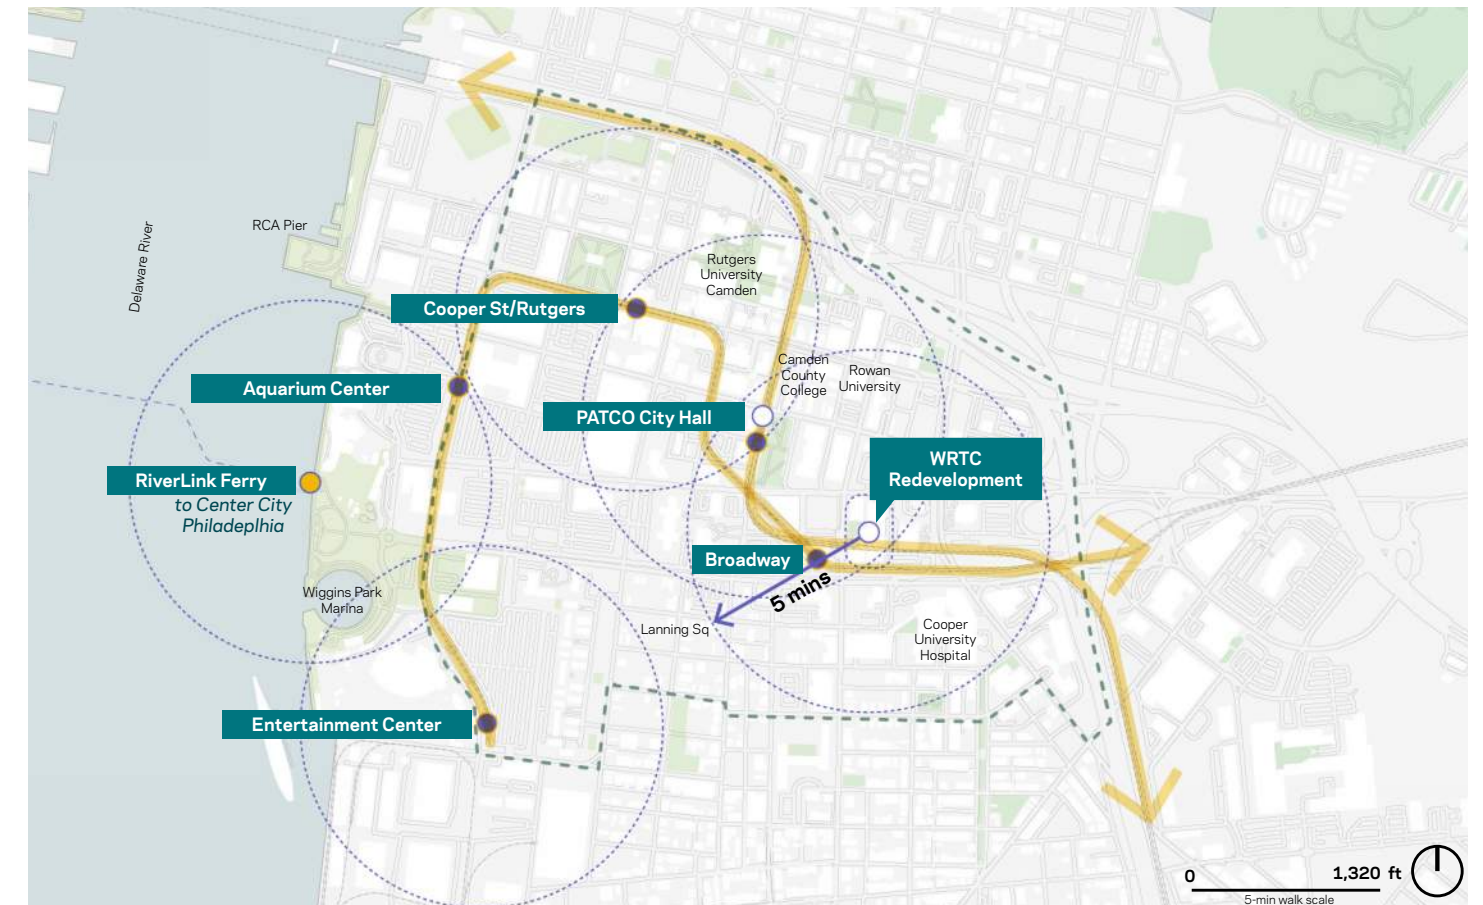 Delaware River
RCA Pier
Rutgers
University
Camden
Cooper St/Rutgers
Aquarium Center
Camden
County
College
Rowan
University
PATCO City Hall
WRTC
Redevelopment
RiverLink Ferry
to Center City
Philadeplhia
Broadway
5 mins
Wiggins Park
Marina
Lanning Sq
Cooper
University
Hospital
Entertainment Center
0
1,320 ft
5-min walk scale